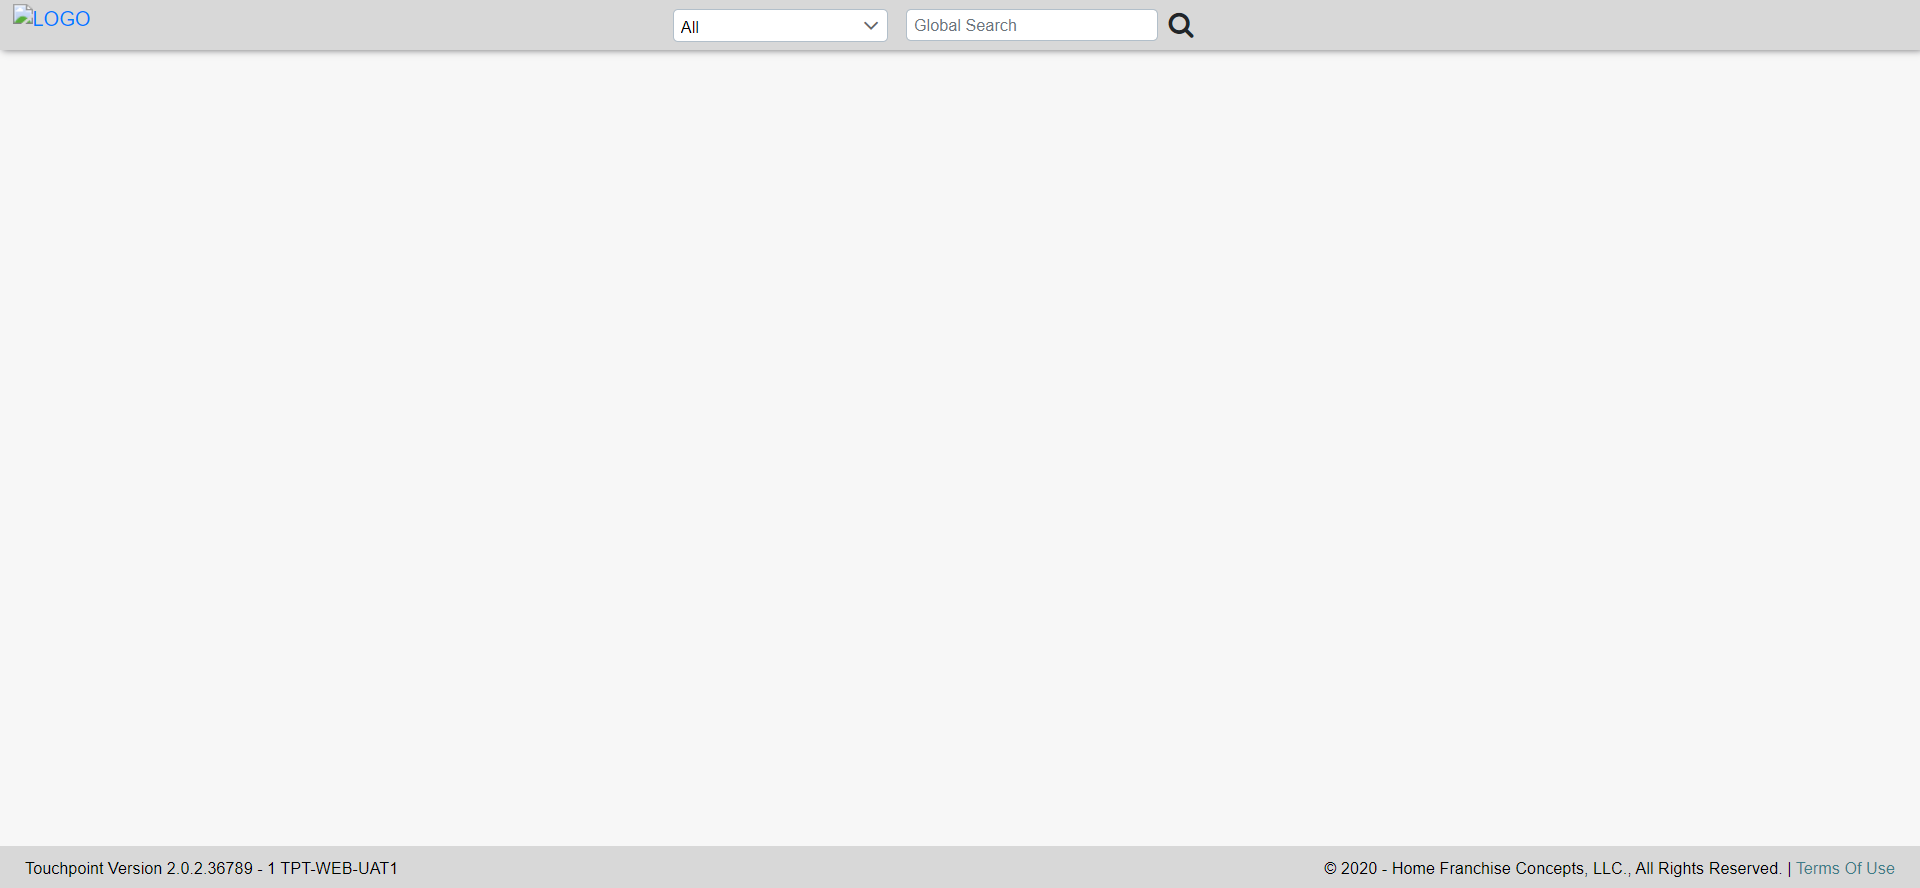 LOGO
All
Global Search
Touchpoint Version 2.0.2.36789 - 1 TPT-WEB-UAT1
© 2020 - Home Franchise Concepts, LLC., All Rights Reserved. | Terms Of Use